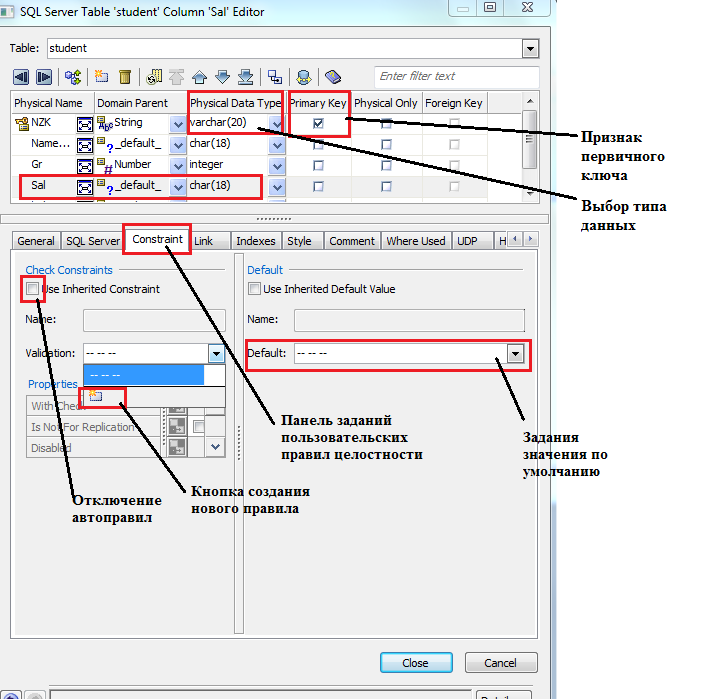 SQL Server Table 'student' Column 'Sal' Editor
Table: student
Enter filter text
Physical Name Domain Parent Physical Data Type Primary Key Physical Only Foreign Key
NZK String varchar(20)
Name... _default_ char(18)
Gr Number integer
Sal _default_ char(18)
Признак
первичного
ключа
Выбор типа
данных
General SQL Server Constraint Link Indexes Style Comment Where Used UDP H
Check Constraints
Use Inherited Constraint
Name:
Validation: -- -- --
-- -- --
Properties
With Check
Is Not For Replication
Disabled
Default
Use Inherited Default Value
Name:
Default: -- -- --
Панель заданий
пользовательских
правил целостности
Задания
значения по
умолчанию
Отключение
автоправил
Кнопка создания
нового правила
Close Cancel